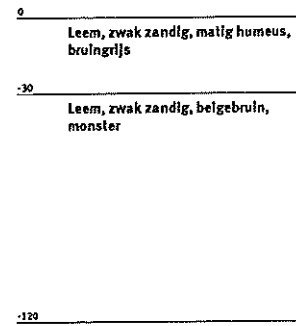 0
Leem, zwak zandig, matig humeus,
bruingrijs
-30
Leem, zwak zandig, beigebruin,
monster
-120